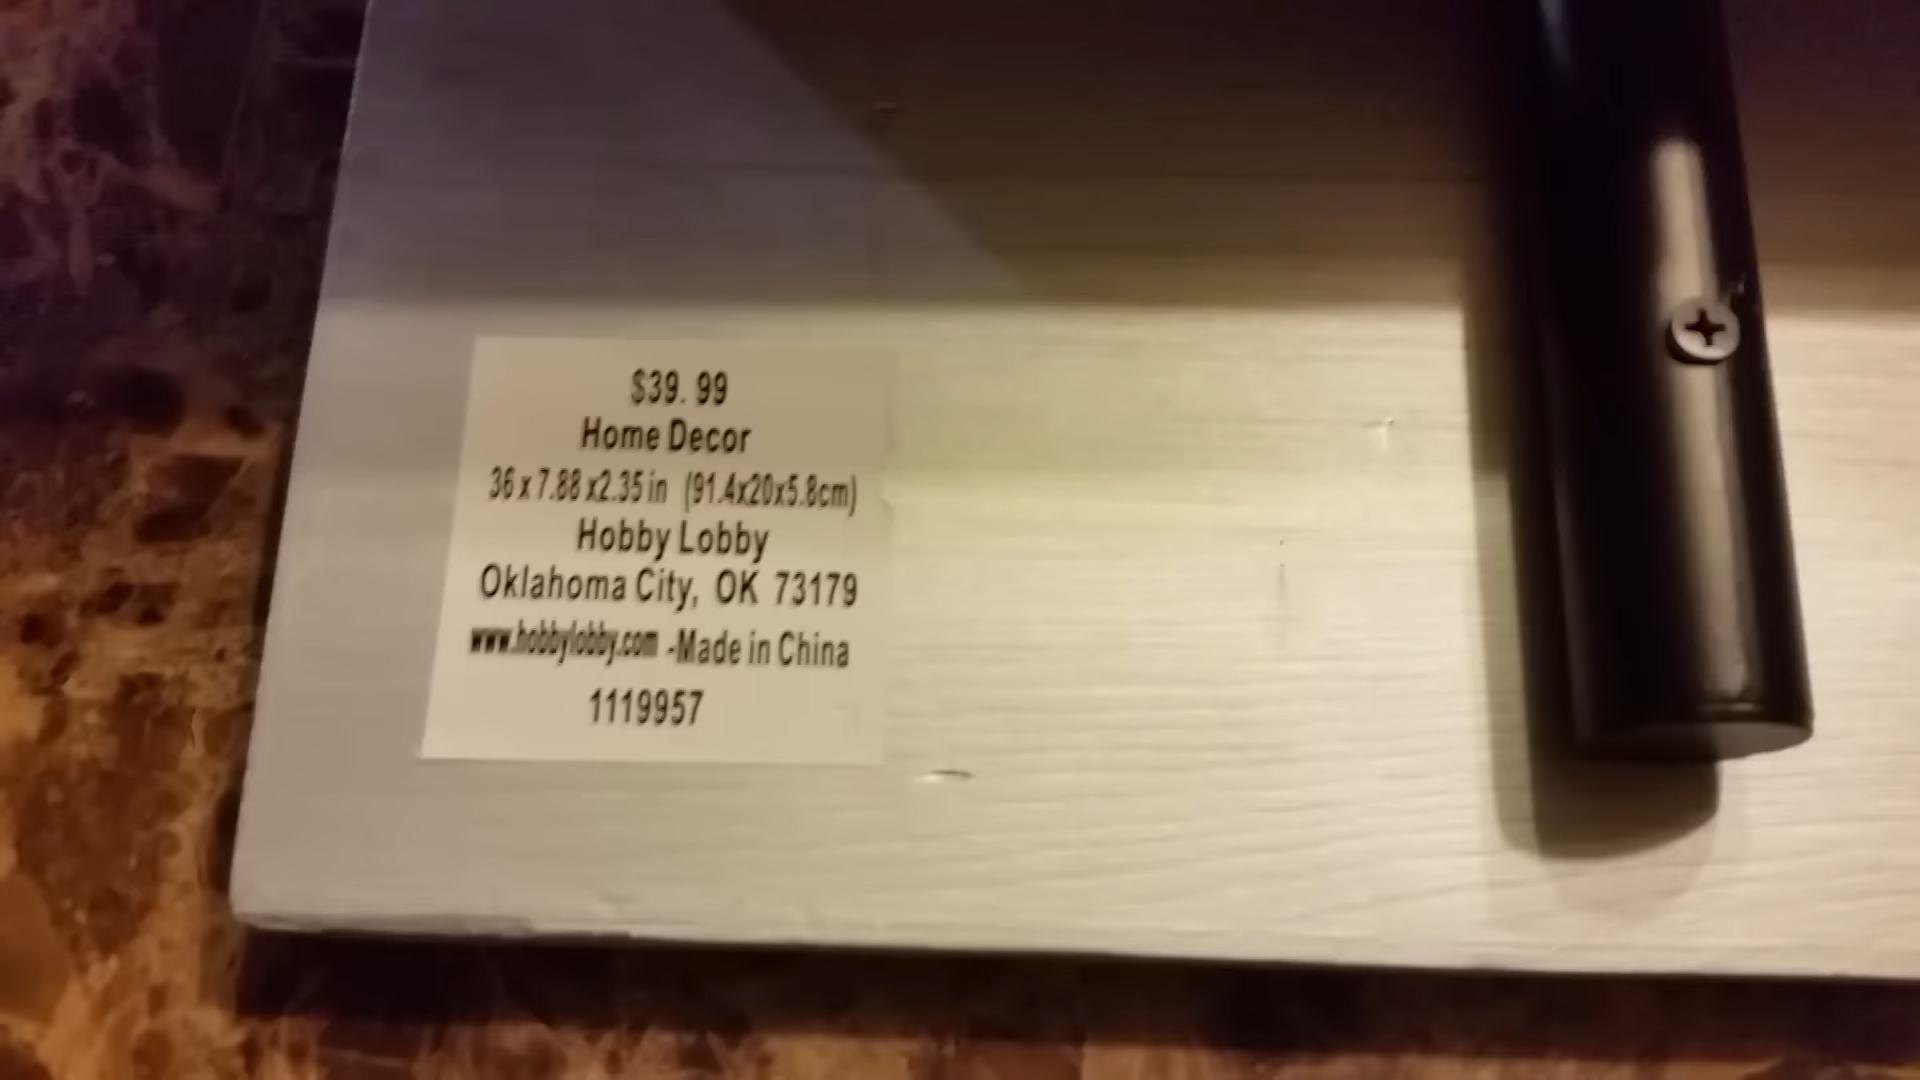 $39.99
Home Decor
36 x 7.88 x2.35 in (91.4x20x5.8cm)
Hobby Lobby
Oklahoma City, OK 73179
www.hobbylobby.com -Made in China
1119957